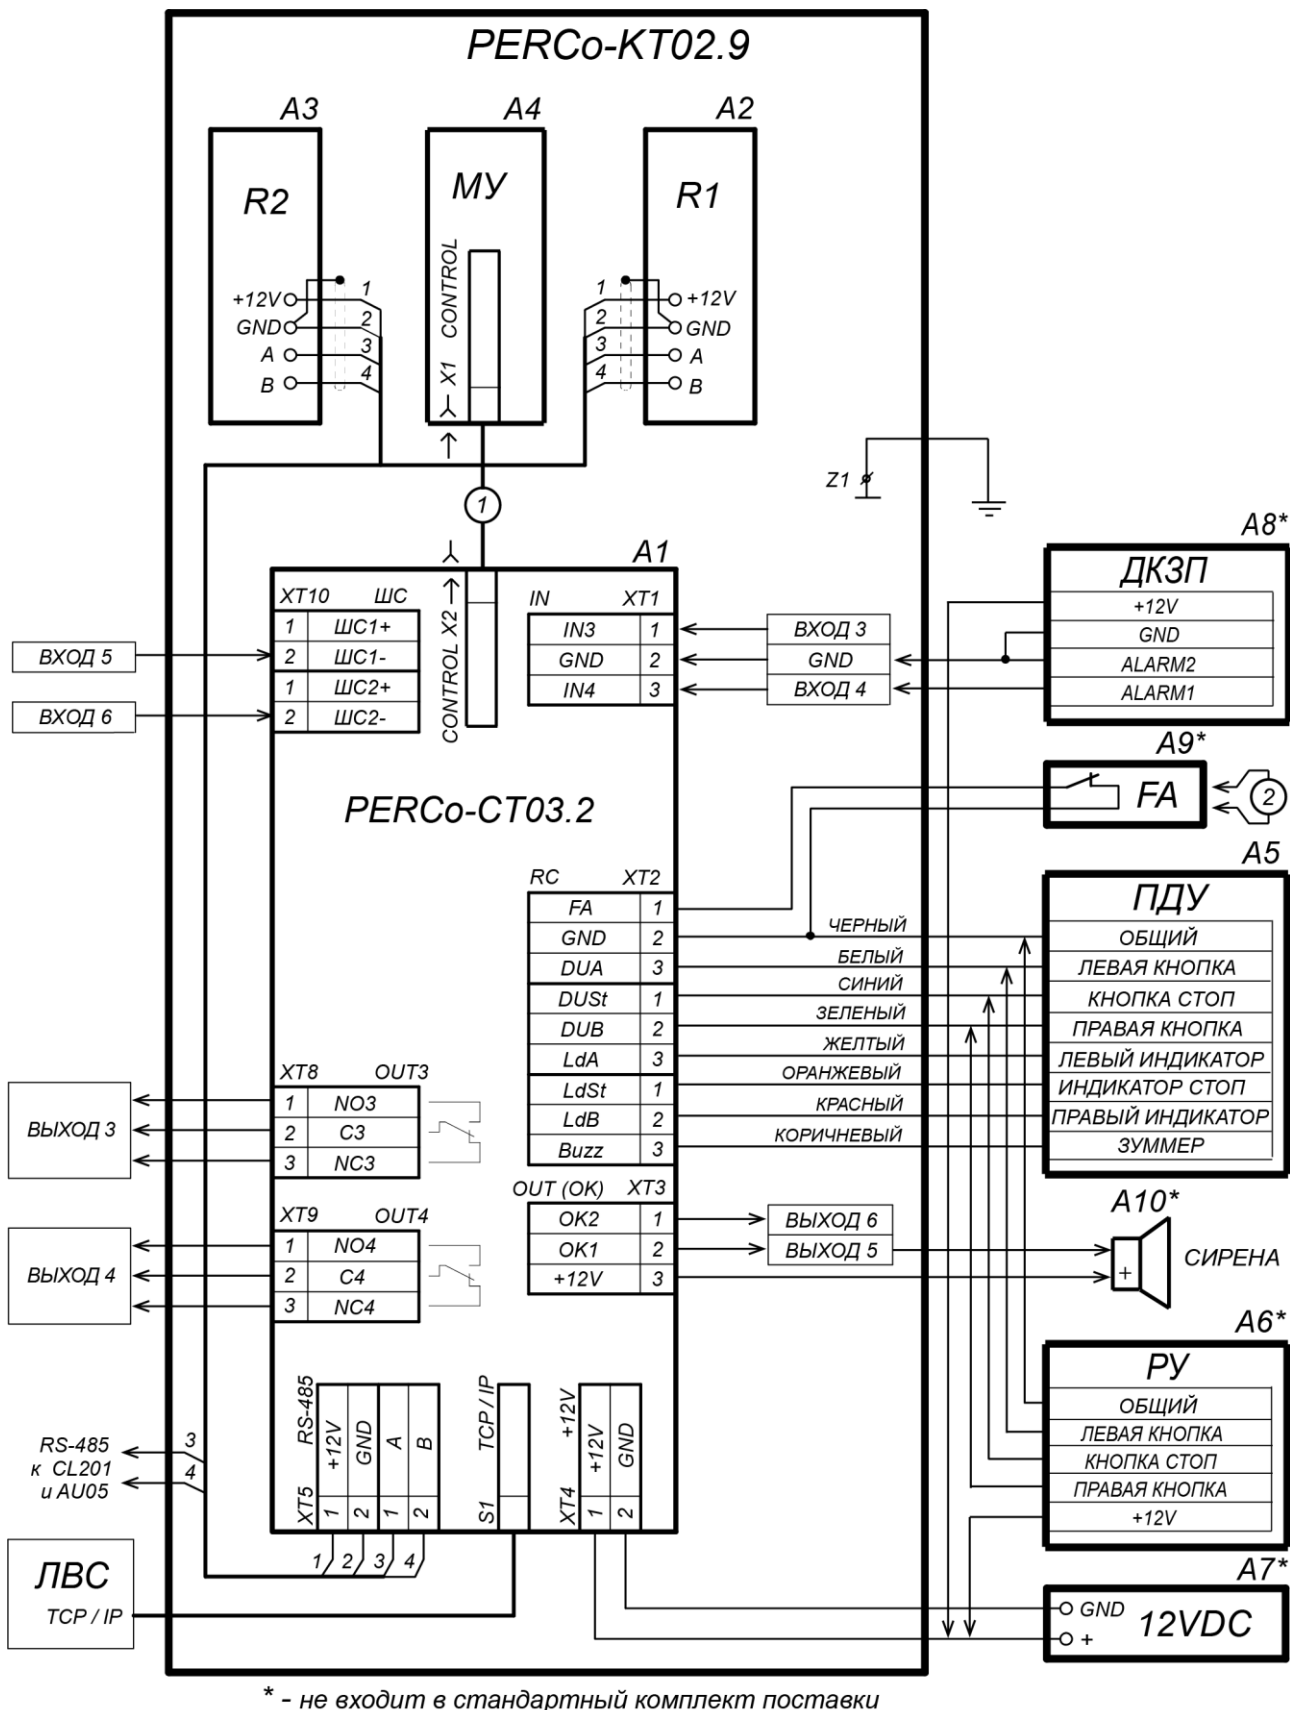 PERCo-KT02.9
A3
A4
A2
R2
МУ
R1
+12V
GND
A
B
1
2
3
4
X1 CONTROL
1
2
3
4
+12V
GND
A
B
Z1
1
A1
CONTROL X2
XT10 ШС
1 ШС1+
2 ШС1-
1 ШС2+
2 ШС2-
ВХОД 5
ВХОД 6
IN XT1
IN3 1
GND 2
IN4 3
ВХОД 3
GND
ВХОД 4
A8*
ДКЗП
+12V
GND
ALARM2
ALARM1
A9*
FA
2
PERCo-CT03.2
RC XT2
FA 1
GND 2
DUA 3
DUSt 1
DUB 2
LdA 3
LdSt 1
LdB 2
Buzz 3
ЧЕРНЫЙ
БЕЛЫЙ
СИНИЙ
ЗЕЛЕНЫЙ
ЖЕЛТЫЙ
ОРАНЖЕВЫЙ
КРАСНЫЙ
КОРИЧНЕВЫЙ
A5
ПДУ
ОБЩИЙ
ЛЕВАЯ КНОПКА
КНОПКА СТОП
ПРАВАЯ КНОПКА
ЛЕВЫЙ ИНДИКАТОР
ИНДИКАТОР СТОП
ПРАВЫЙ ИНДИКАТОР
ЗУММЕР
XT8 OUT3
1 NO3
2 C3
3 NC3
ВЫХОД 3
XT9 OUT4
1 NO4
2 C4
3 NC4
ВЫХОД 4
OUT (OK) XT3
OK2 1
OK1 2
+12V 3
ВЫХОД 6
ВЫХОД 5
A10*
+
СИРЕНА
A6*
РУ
ОБЩИЙ
ЛЕВАЯ КНОПКА
КНОПКА СТОП
ПРАВАЯ КНОПКА
+12V
XT5 RS-485
1 +12V
2 GND
1 A
2 B
S1 TCP / IP
XT4 +12V
1 +12V
2 GND
1
2
3
4
3
4
RS-485
к CL201
и AU05
ЛВС
TCP / IP
A7*
GND
+
12VDC
* - не входит в стандартный комплект поставки